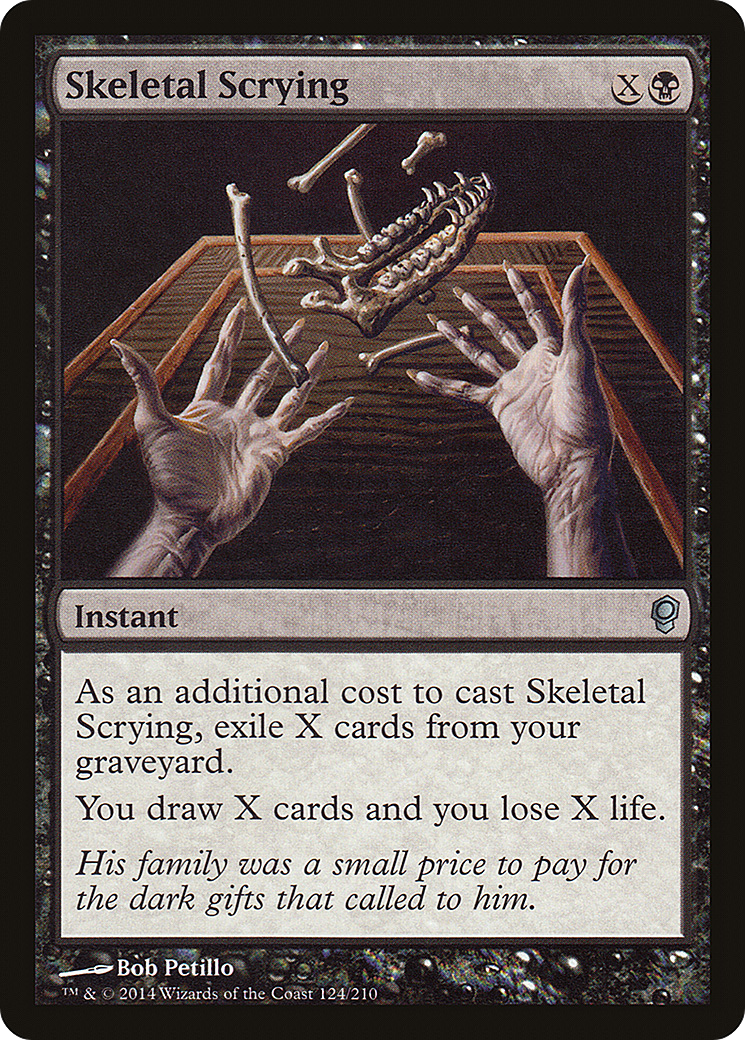 Skeletal Scrying X
Instant
As an additional cost to cast Skeletal
Scrying, exile X cards from your
graveyard.
You draw X cards and you lose X life.
His family was a small price to pay for
the dark gifts that called to him.
Bob Petillo
™ & © 2014 Wizards of the Coast 124/210